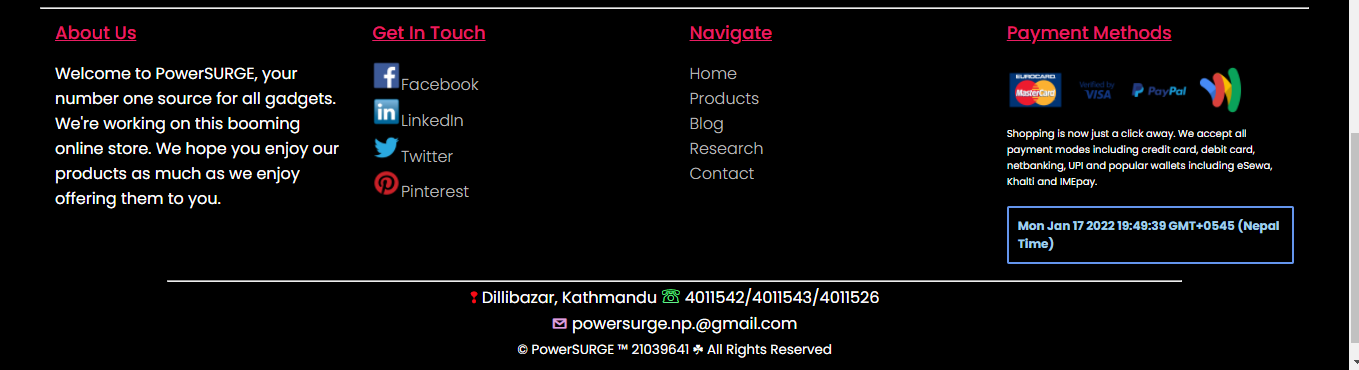 About Us
Welcome to PowerSURGE, your
number one source for all gadgets.
We're working on this booming
online store. We hope you enjoy our
products as much as we enjoy
offering them to you.
Get In Touch
Facebook
LinkedIn
Twitter
Pinterest
Navigate
Home
Products
Blog
Research
Contact
Payment Methods
EUROCARD
MasterCard
Verified by
VISA
PayPal
Shopping is now just a click away. We accept all
payment modes including credit card, debit card,
netbanking, UPI and popular wallets including eSewa,
Khalti and IMEpay.
Mon Jan 17 2022 19:49:39 GMT+0545 (Nepal
Time)
Dillibazar, Kathmandu ☏ 4011542/4011543/4011526
powersurge.np.@gmail.com
© PowerSURGE ™ 21039641 ☘ All Rights Reserved